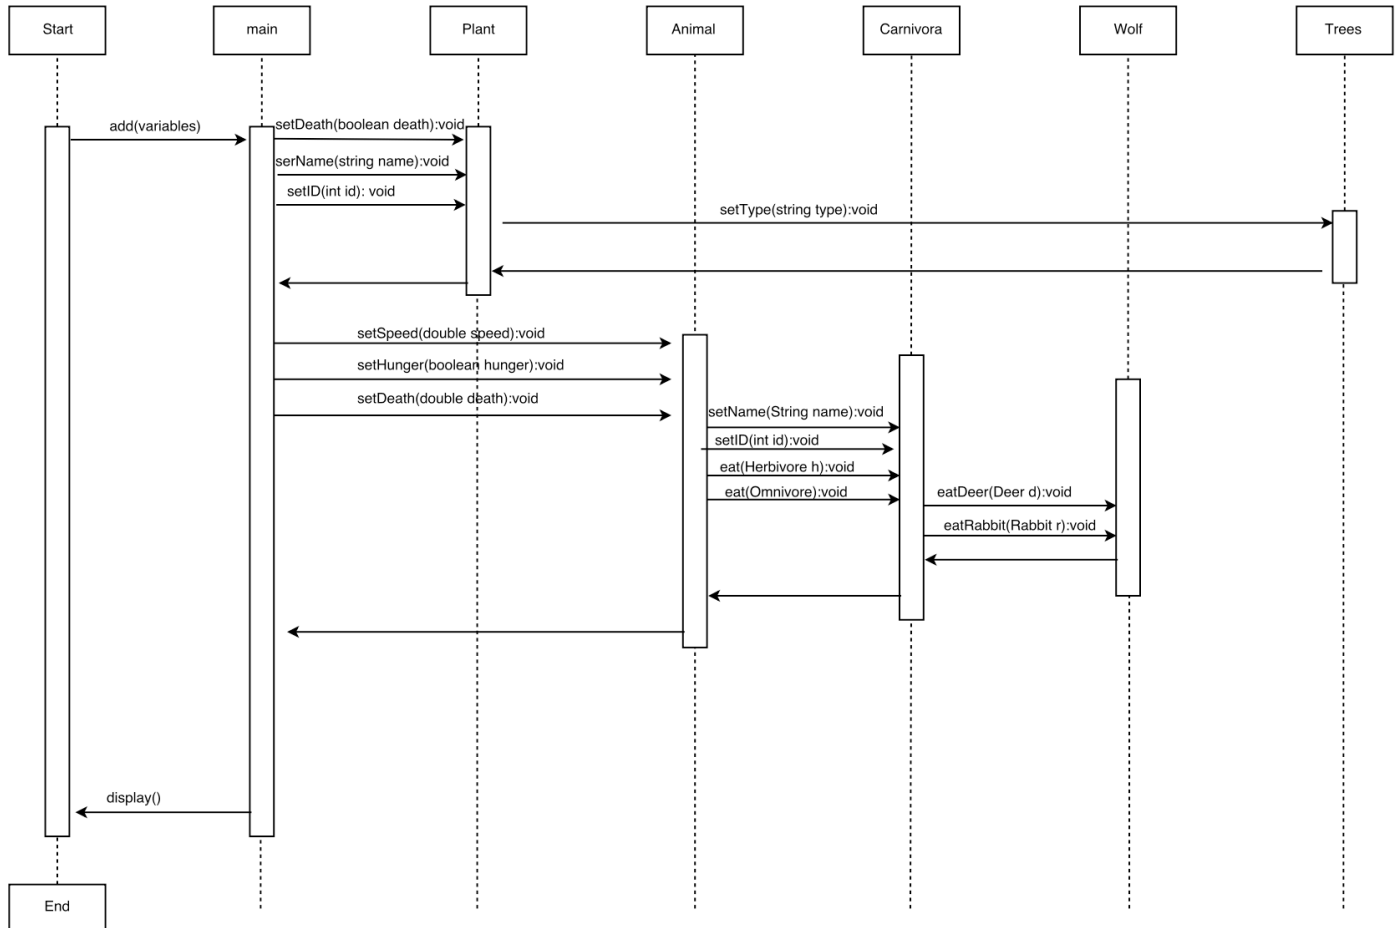 Start
main
Plant
Animal
Carnivora
Wolf
Trees
add(variables)
setDeath(boolean death):void
serName(string name):void
setID(int id): void
setType(string type):void
setSpeed(double speed):void
setHunger(boolean hunger):void
setDeath(double death):void
setName(String name):void
setID(int id):void
eat(Herbivore h):void
eat(Omnivore):void
eatDeer(Deer d):void
eatRabbit(Rabbit r):void
display()
End